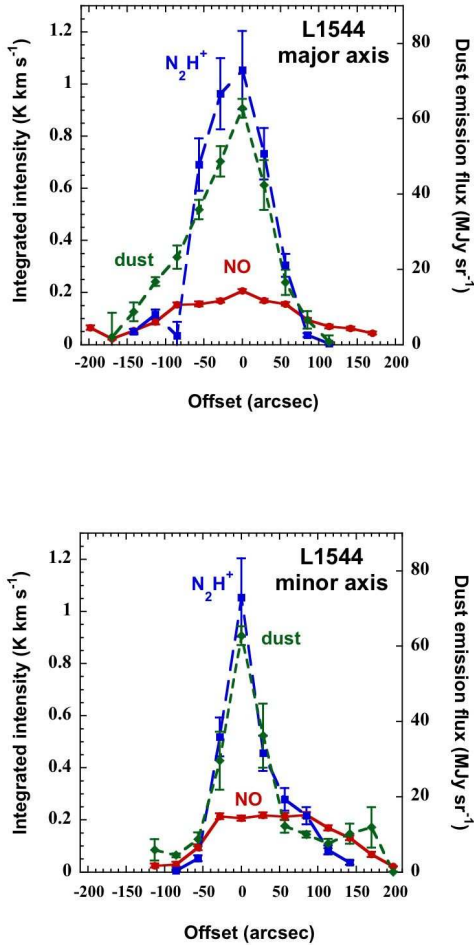 L1544
major axis
N2H+
dust
NO
Integrated intensity (K km s-1)
Dust emission flux (MJy sr-1)
1.2
1
0.8
0.6
0.4
0.2
0
80
60
40
20
0
-200 -150 -100 -50 0 50 100 150 200
Offset (arcsec)
L1544
minor axis
N2H+
dust
NO
Integrated intensity (K km s-1)
Dust emission flux (MJy sr-1)
1.2
1
0.8
0.6
0.4
0.2
0
80
60
40
20
0
-200 -150 -100 -50 0 50 100 150 200
Offset (arcsec)